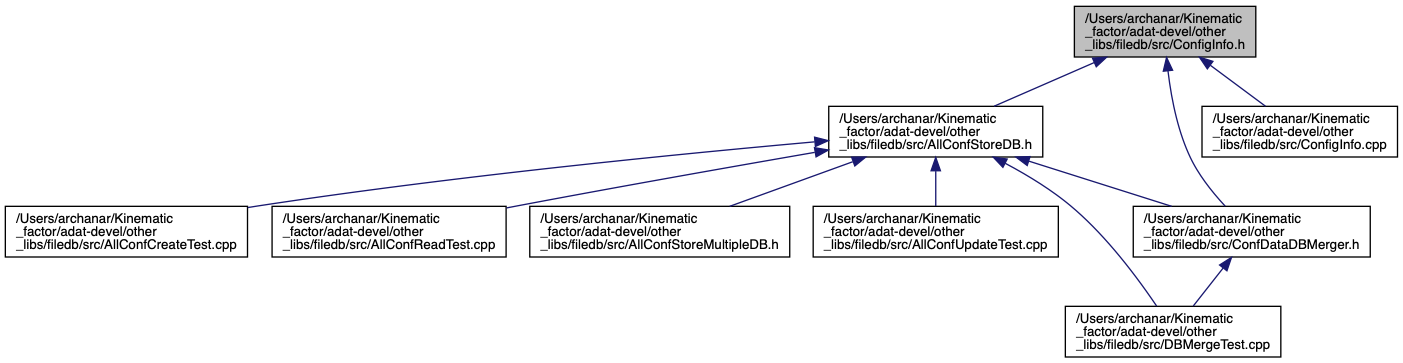 /Users/archanar/Kinematic
_factor/adat-devel/other
_libs/filedb/src/ConfigInfo.h
/Users/archanar/Kinematic
_factor/adat-devel/other
_libs/filedb/src/AllConfStoreDB.h
/Users/archanar/Kinematic
_factor/adat-devel/other
_libs/filedb/src/ConfigInfo.cpp
/Users/archanar/Kinematic
_factor/adat-devel/other
_libs/filedb/src/AllConfCreateTest.cpp
/Users/archanar/Kinematic
_factor/adat-devel/other
_libs/filedb/src/AllConfReadTest.cpp
/Users/archanar/Kinematic
_factor/adat-devel/other
_libs/filedb/src/AllConfStoreMultipleDB.h
/Users/archanar/Kinematic
_factor/adat-devel/other
_libs/filedb/src/AllConfUpdateTest.cpp
/Users/archanar/Kinematic
_factor/adat-devel/other
_libs/filedb/src/ConfDataDBMerger.h
/Users/archanar/Kinematic
_factor/adat-devel/other
_libs/filedb/src/DBMergeTest.cpp